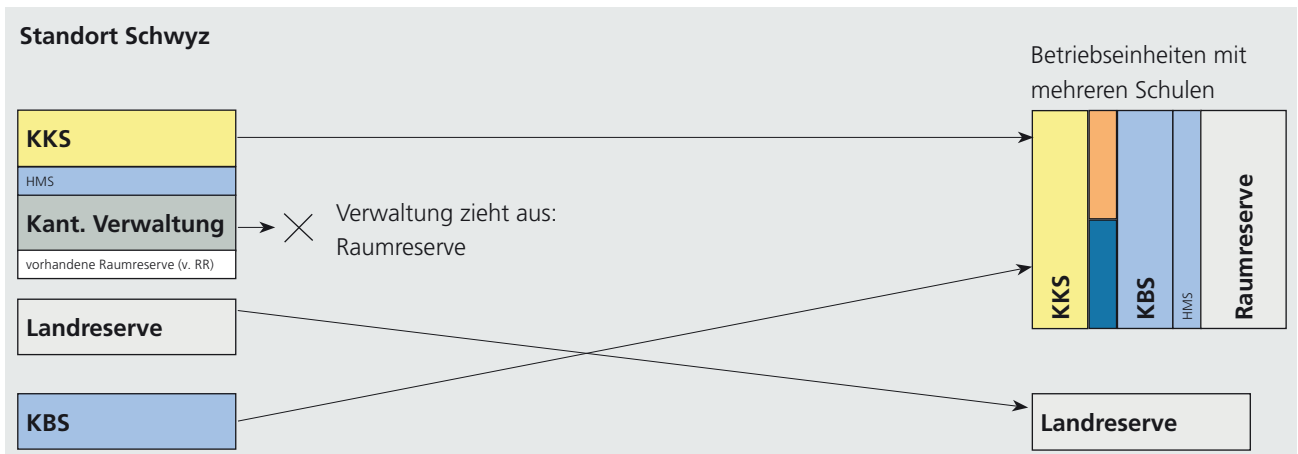 Standort Schwyz
Betriebseinheiten mit
mehreren Schulen
KKS
HMS
Kant. Verwaltung
vorhandene Raumreserve (v. RR)
Verwaltung zieht aus:
Raumreserve
Landreserve
KBS
KKS
KBS
HMS
Raumreserve
Landreserve